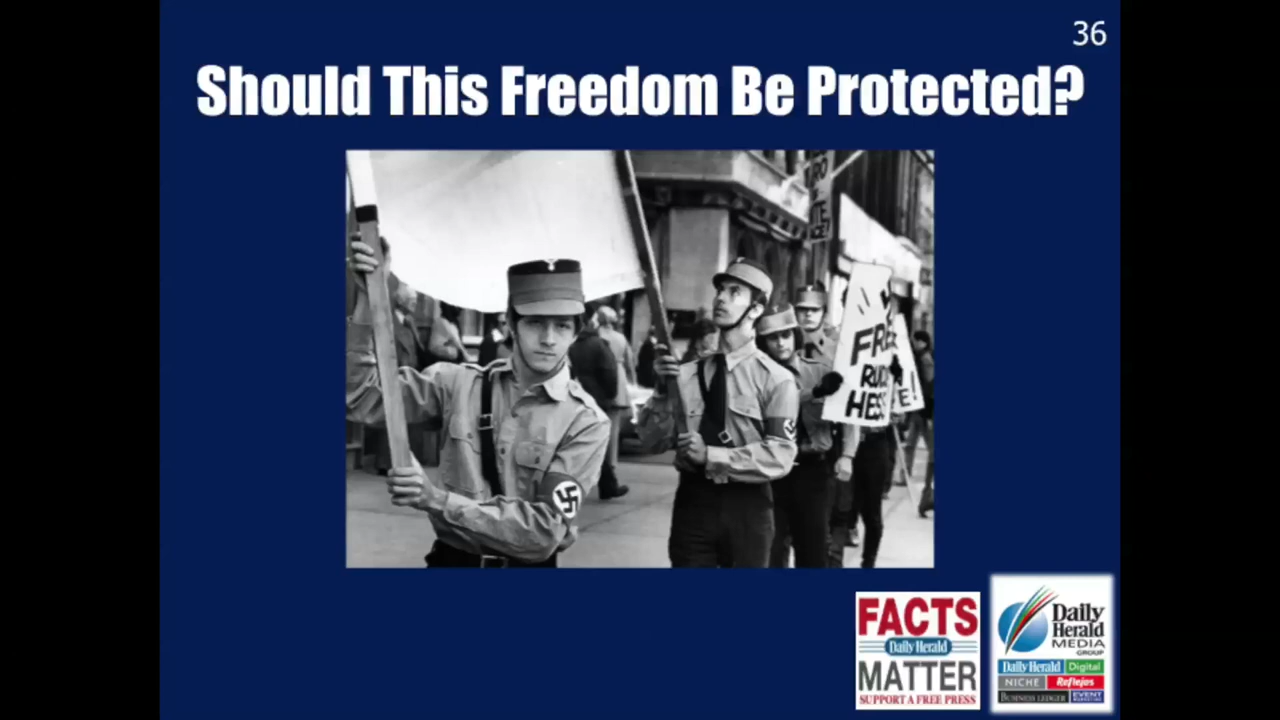 36
Should This Freedom Be Protected?
FREE
HESS
FACTS
Daily Herald
MATTER
SUPPORT A FREE PRESS
Daily
Herald
MEDIA
GROUP
Daily Herald Digital
NICHE Reflejos
BUSINESS LEDGER EVENT